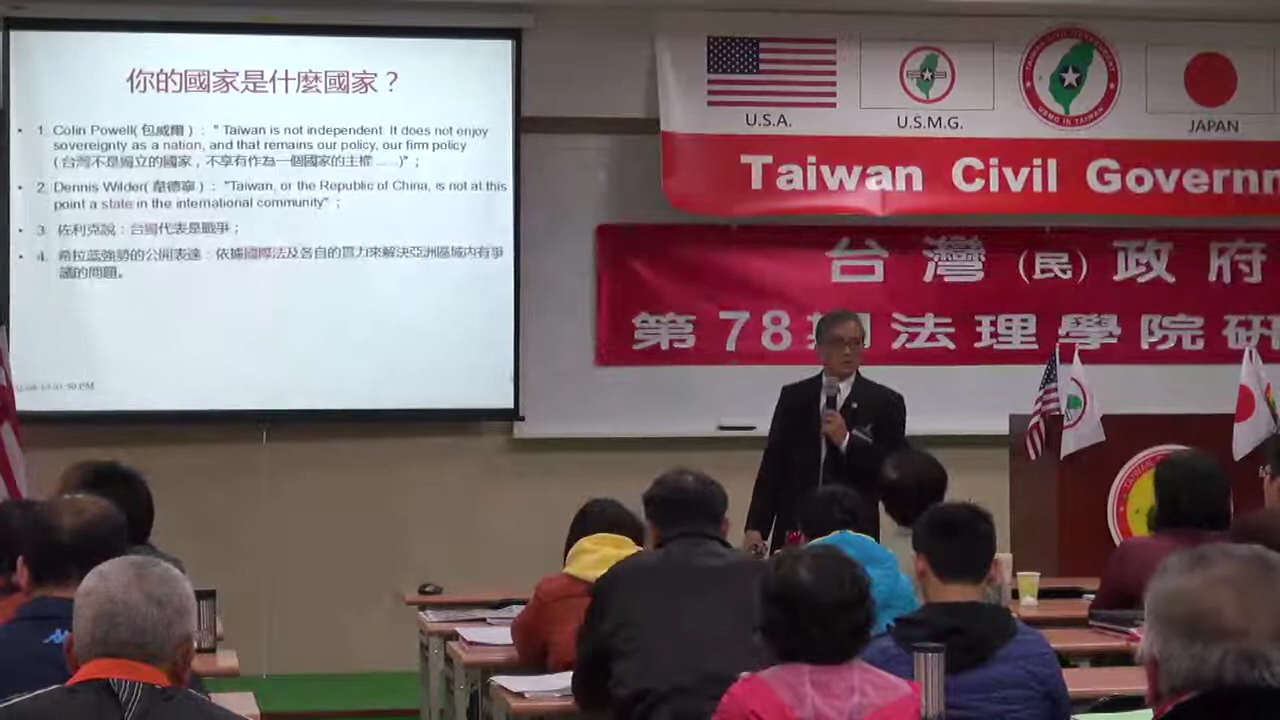 你的國家是什麼國家？
1. Colin Powell( 包威爾 ) : " Taiwan is not independent. It does not enjoy
sovereignty as a nation, and that remains our policy, our firm policy
( 台灣不是獨立的國家，不享有作為一個國家的主權 ......)" ;
2. Dennis Wilder( 韋德寧 ) : "Taiwan, or the Republic of China, is not at this
point a state in the international community" ;
3. 佐利克說：台獨代表是戰爭；
4. 希拉蕊強勢的公開表達：依據國際法及各自的實力來解決亞洲區域內有爭
議的問題。
U.S.A.
U.S.M.G.
TAIWAN CIVIL GOVERNMENT
USMG IN TAIWAN
JAPAN
Taiwan Civil Governm
台灣(民)政府
第78期法理學院研